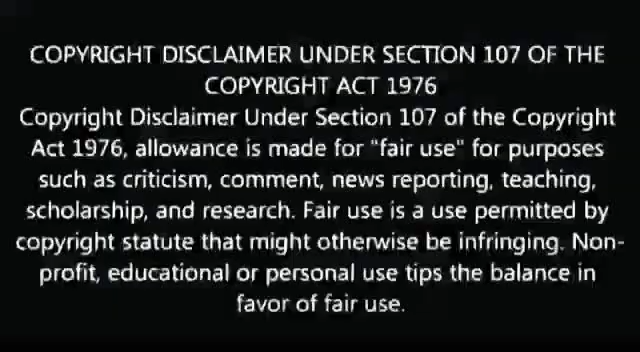 COPYRIGHT DISCLAIMER UNDER SECTION 107 OF THE
COPYRIGHT ACT 1976
Copyright Disclaimer Under Section 107 of the Copyright
Act 1976, allowance is made for "fair use" for purposes
such as criticism, comment, news reporting, teaching,
scholarship, and research. Fair use is a use permitted by
copyright statute that might otherwise be infringing. Non-
profit, educational or personal use tips the balance in
favor of fair use.